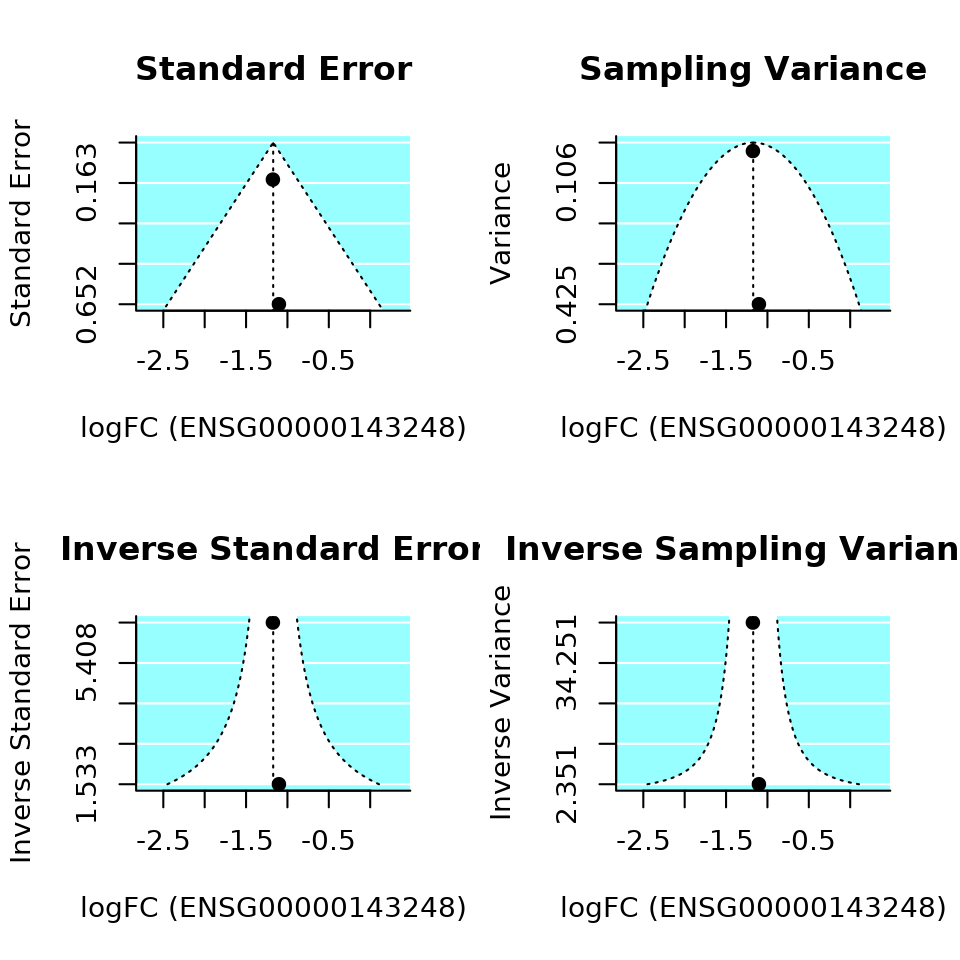 Standard Error
Standard Error
0.163
0.652
-2.5 -1.5 -0.5
logFC (ENSG00000143248)
Sampling Variance
Variance
0.106
0.425
-2.5 -1.5 -0.5
logFC (ENSG00000143248)
Inverse Standard Error
Inverse Standard Error
5.408
1.533
-2.5 -1.5 -0.5
logFC (ENSG00000143248)
Inverse Sampling Varian
Inverse Variance
34.251
2.351
-2.5 -1.5 -0.5
logFC (ENSG00000143248)